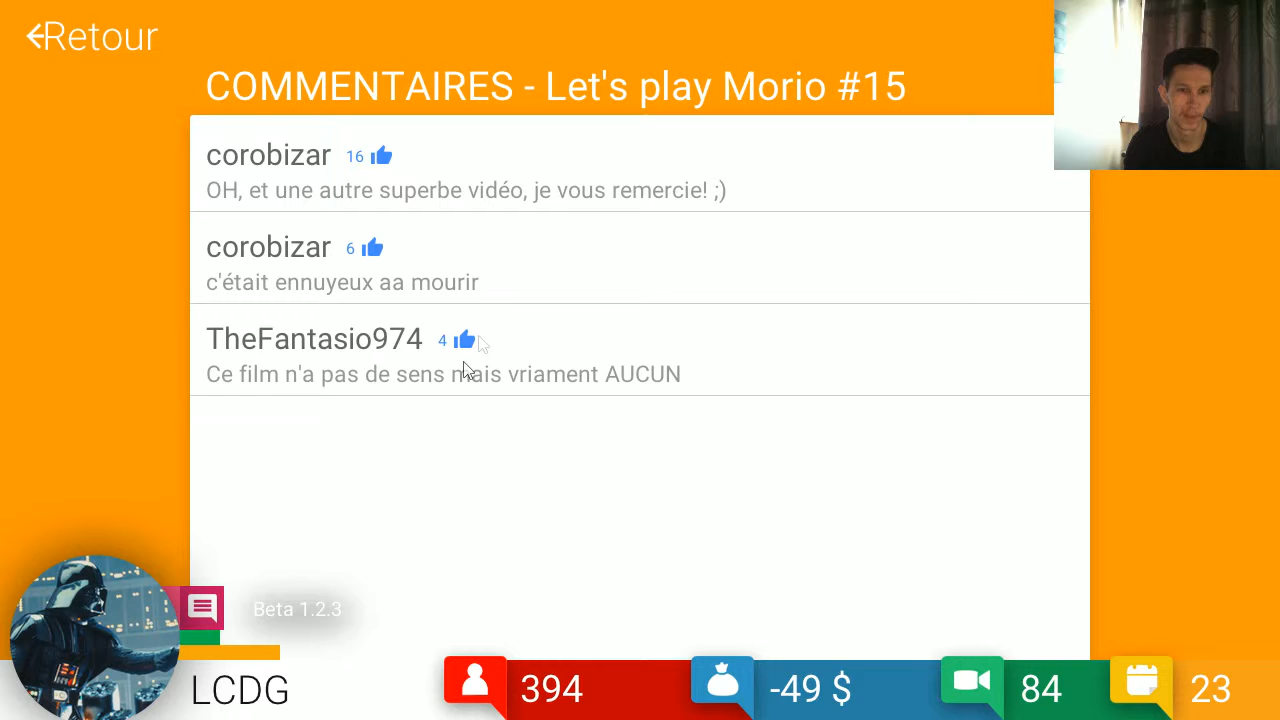 Retour
COMMENTAIRES - Let's play Morio #15
corobizar 16
OH, et une autre superbe vidéo, je vous remercie! ;)
corobizar 6
c'était ennuyeux aa mourir
TheFantasio974 4
Ce film n'a pas de sens mais vriament AUCUN
Beta 1.2.3
LCDG 394 -49 $ 84 23